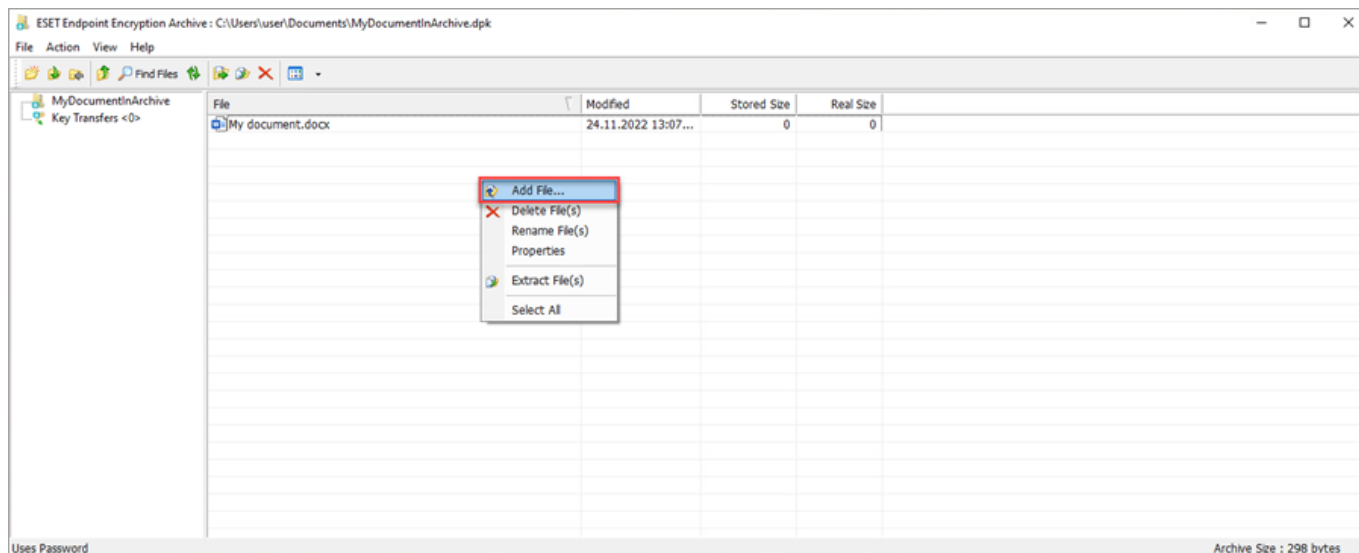 ESET Endpoint Encryption Archive : C:\Users\user\Documents\MyDocumentInArchive.dpk
File Action View Help
Find Files
MyDocumentInArchive
Key Transfers <0>
File Modified Stored Size Real Size
My document.docx 24.11.2022 13:07... 0 0
Add File...
Delete File(s)
Rename File(s)
Properties
Extract File(s)
Select All
Uses Password Archive Size : 298 bytes